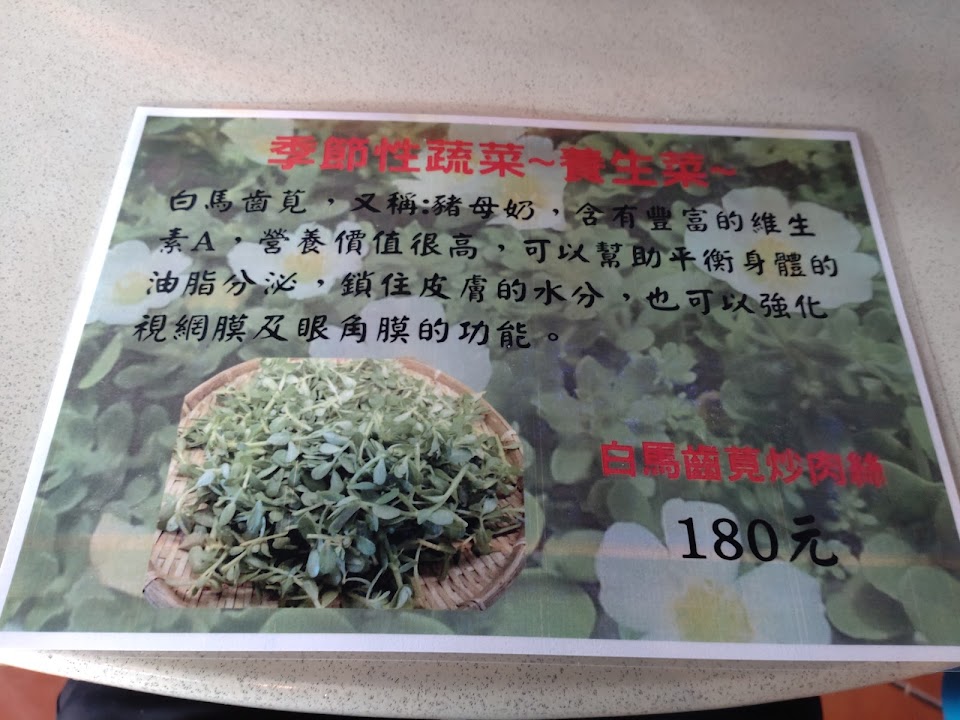 季節性蔬菜~養生菜~
白馬齒莧，又稱:豬母奶，含有豐富的維生
素A，營養價值很高，可以幫助平衡身體的
油脂分泌，鎖住皮膚的水分，也可以強化
視網膜及眼角膜的功能。
白馬齒莧炒肉絲
180元